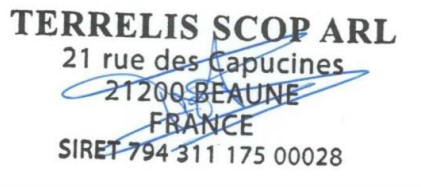 TERRELIS SCOP ARL
21 rue des Capucines
21200 BEAUNE
FRANCE
SIRET 794 311 175 00028